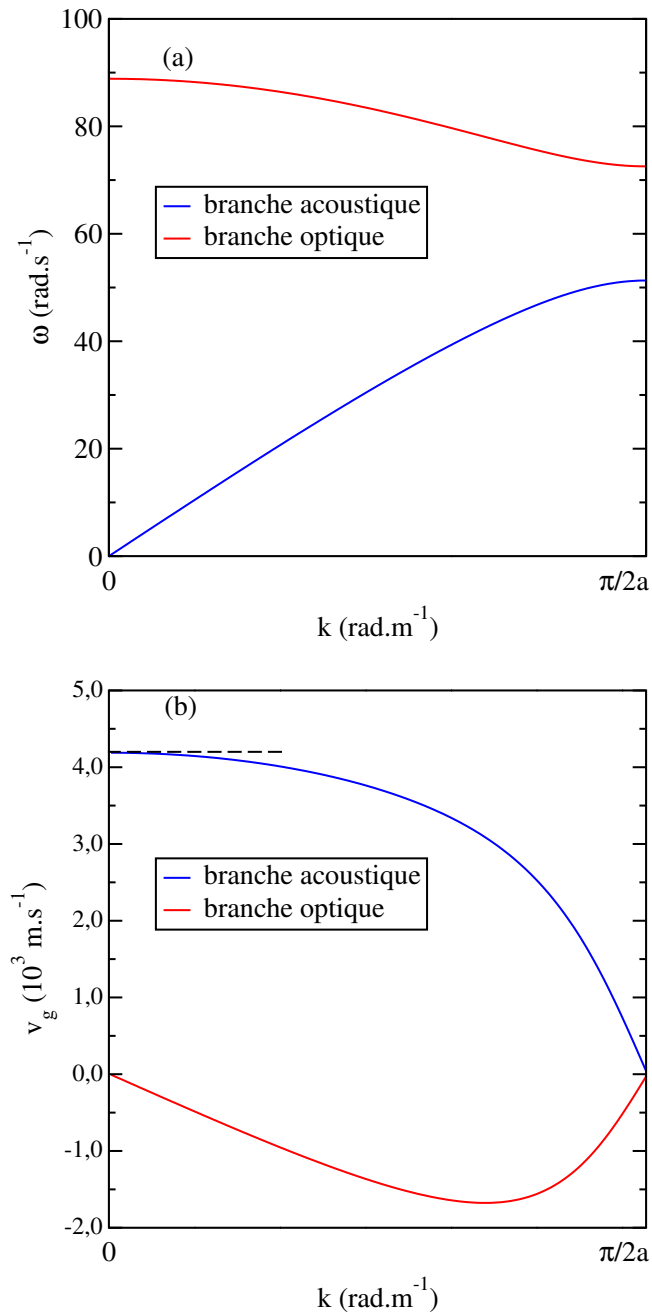 100
(a)
80
branche acoustique
branche optique
60
ω (rad.s⁻¹)
40
20
0
0
π/2a
k (rad.m⁻¹)
5,0
(b)
4,0
3,0
branche acoustique
branche optique
2,0
v_g (10³ m.s⁻¹)
1,0
0,0
-1,0
-2,0
0
π/2a
k (rad.m⁻¹)